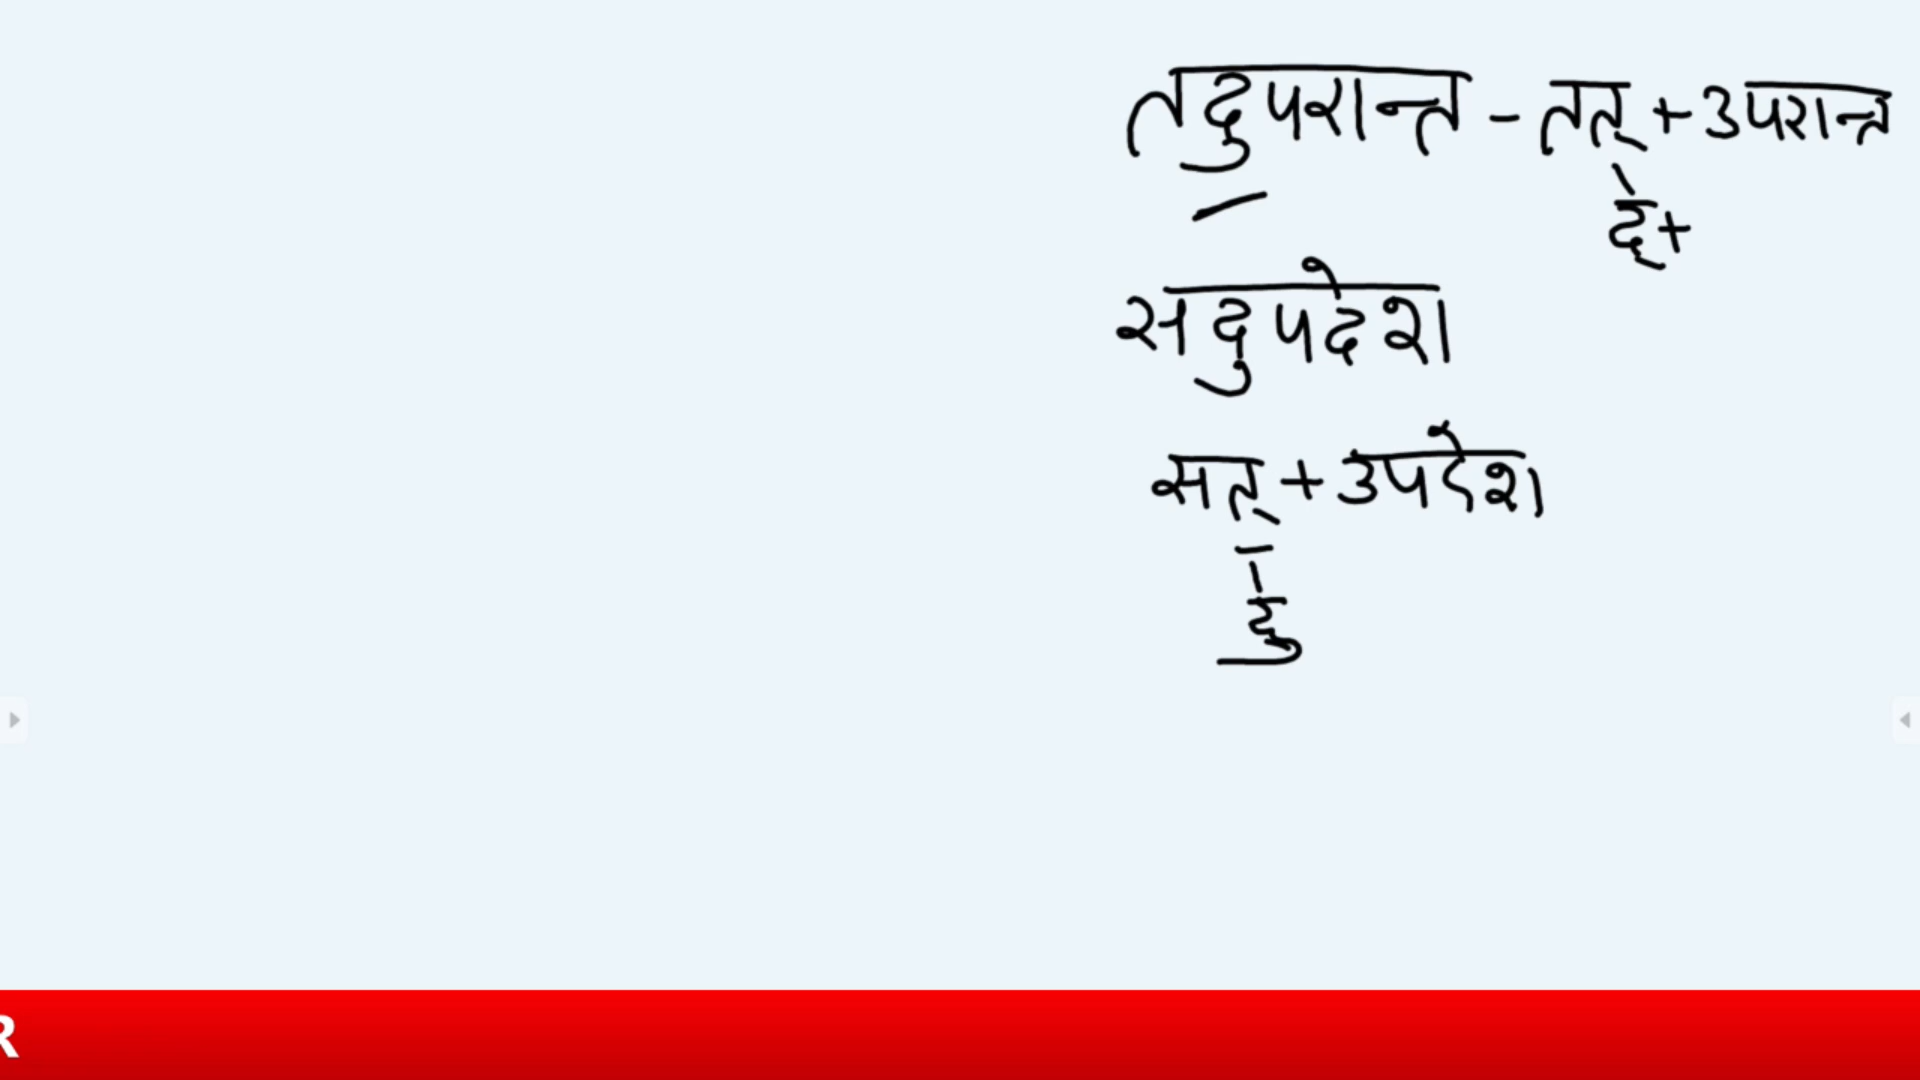 तदुपरान्त - तत् + उपरान्त
द् +
सदुपदेश
सत् + उपदेश
दु
R